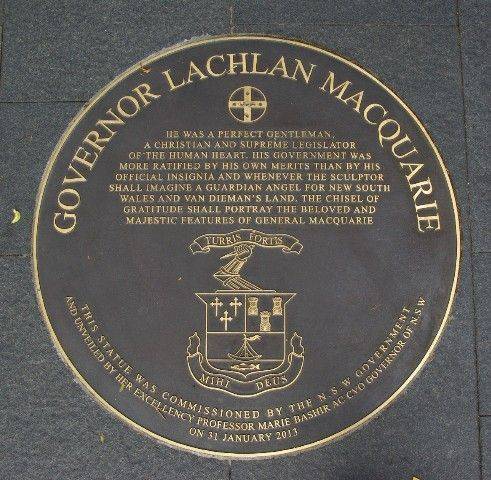 GOVERNOR LACHLAN MACQUARIE
HE WAS A PERFECT GENTLEMAN,
A CHRISTIAN AND SUPREME LEGISLATOR
OF THE HUMAN HEART. HIS GOVERNMENT WAS
MORE RATIFIED BY HIS OWN MERITS THAN BY HIS
OFFICIAL INSIGNIA AND WHENEVER THE SCULPTOR
SHALL IMAGINE A GUARDIAN ANGEL FOR NEW SOUTH
WALES AND VAN DIEMAN'S LAND, THE CHISEL OF
GRATITUDE SHALL PORTRAY THE BELOVED AND
MAJESTIC FEATURES OF GENERAL MACQUARIE
TURRIS FORTIS
MIHI DEUS
THIS STATUE WAS COMMISSIONED BY THE N.S.W GOVERNMENT
AND UNVEILED BY HER EXCELLENCY PROFESSOR MARIE BASHIR AC CVO GOVERNOR OF N.S.W
ON 31 JANUARY 2013